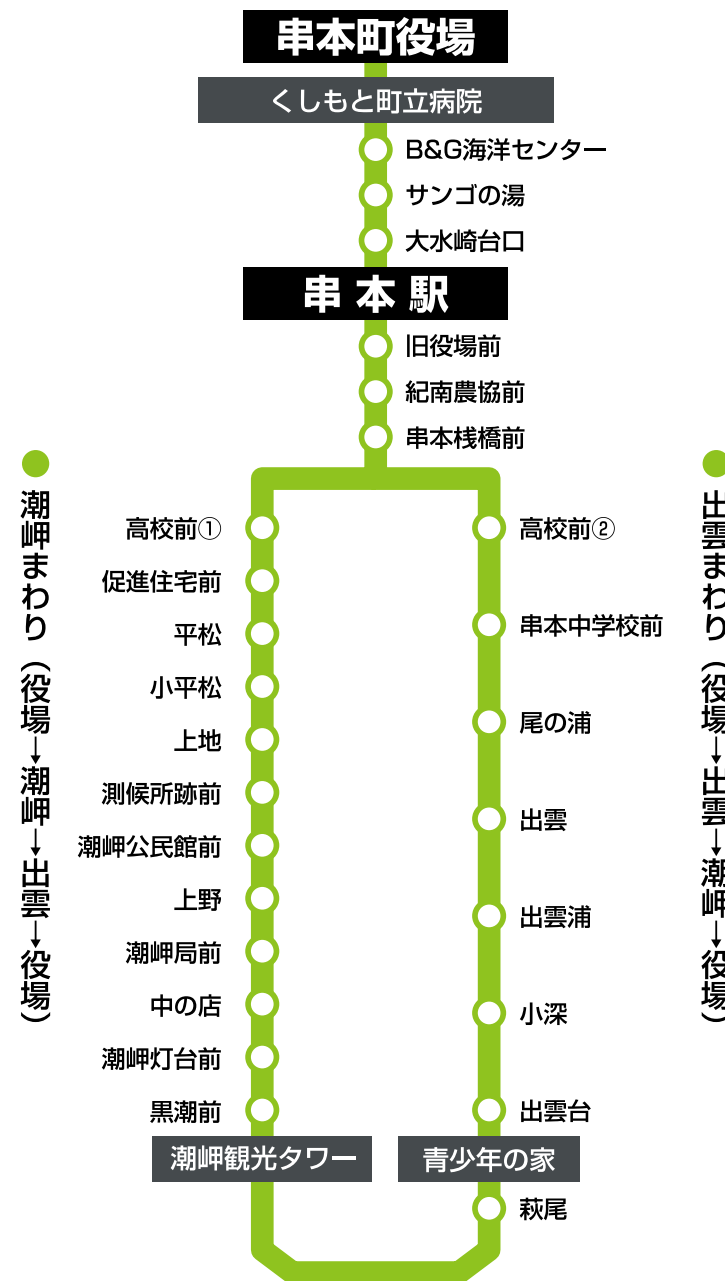 串本町役場
くしもと町立病院
B&G海洋センター
サンゴの湯
大水崎台口
串本駅
旧役場前
紀南農協前
串本桟橋前
●潮岬まわり（役場→潮岬→出雲→役場）
高校前①
促進住宅前
平松
小平松
上地
測候所跡前
潮岬公民館前
上野
潮岬局前
中の店
潮岬灯台前
黒潮前
潮岬観光タワー
高校前②
串本中学校前
尾の浦
出雲
出雲浦
小深
出雲台
青少年の家
萩尾
●出雲まわり（役場→出雲→潮岬→役場）